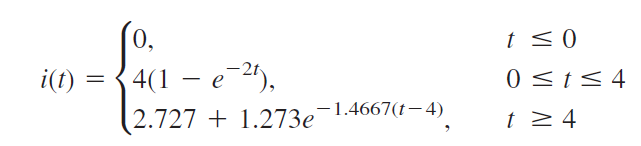 0, t ≤ 0
i(t) = { 4(1 − e^{−2t}), 0 ≤ t ≤ 4
2.727 + 1.273e^{−1.4667(t−4)}, t ≥ 4